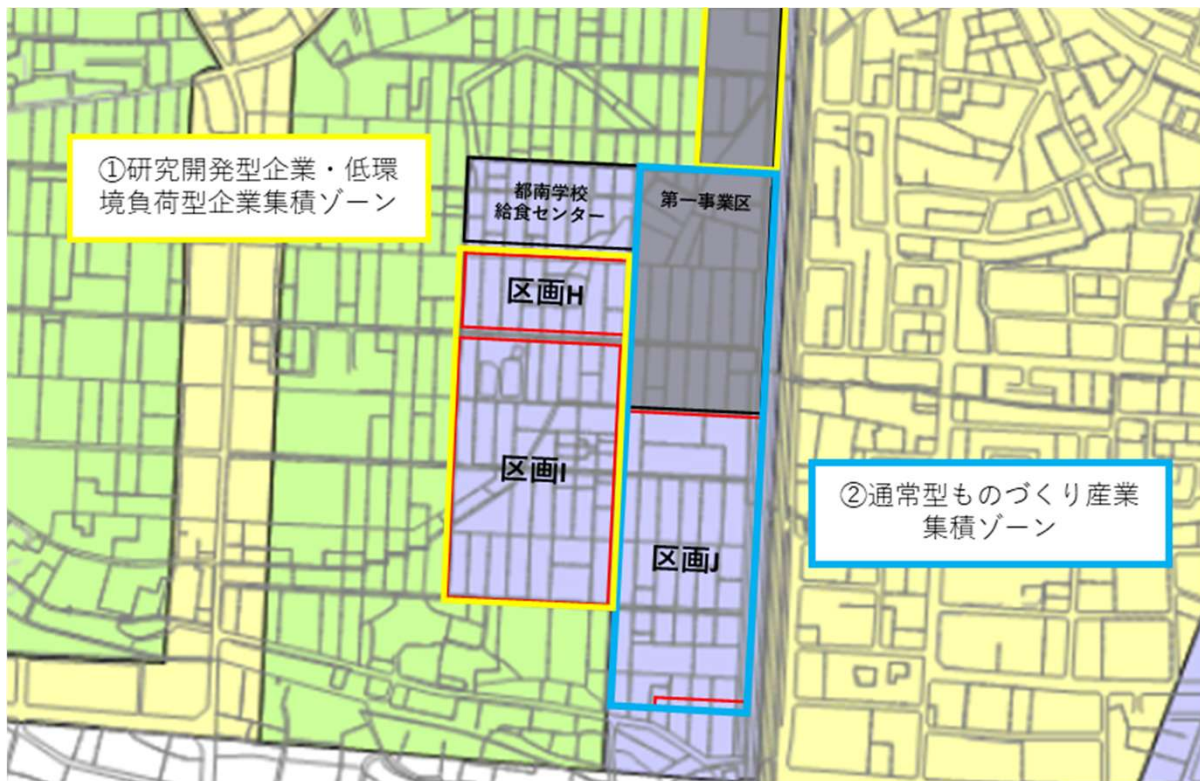 ①研究開発型企業・低環
境負荷型企業集積ゾーン
都南学校
給食センター
第一事業区
区画H
区画I
区画J
②通常型ものづくり産業
集積ゾーン